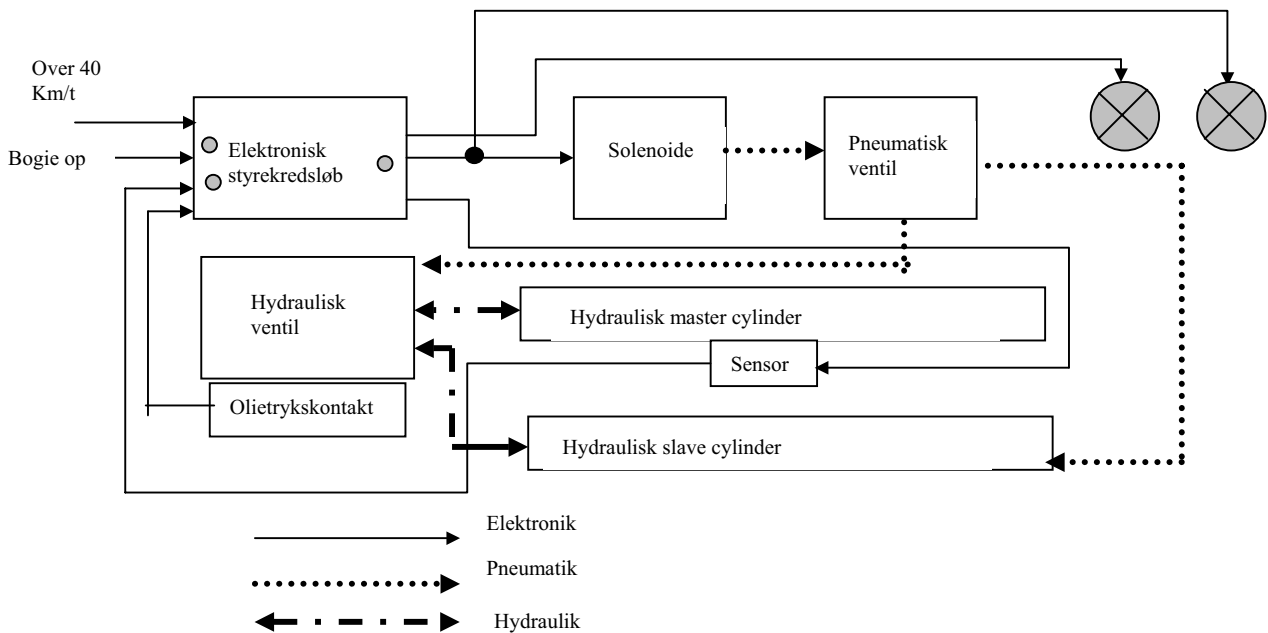 Over 40
Km/t
Bogie op
Elektronisk
styrekredsløb
Solenoide
Pneumatisk
ventil
Hydraulisk
ventil
Hydraulisk master cylinder
Sensor
Olietrykskontakt
Hydraulisk slave cylinder
Elektronik
Pneumatik
Hydraulik